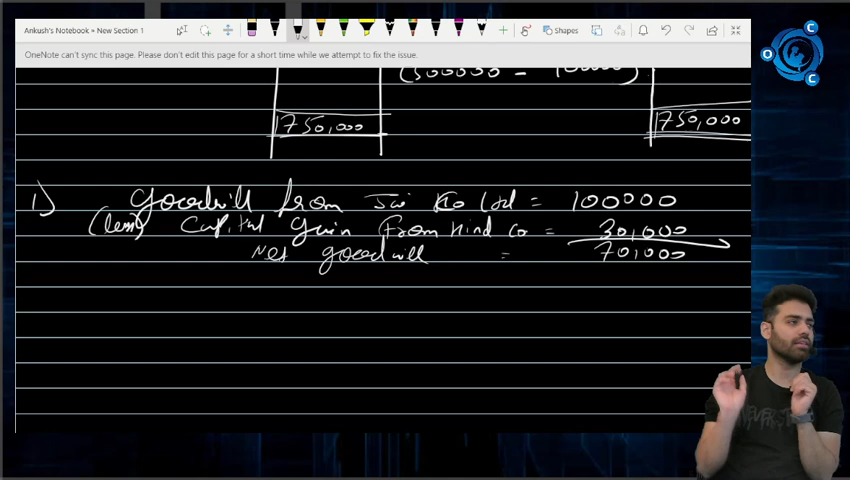 Ankush's Notebook » New Section 1
Shapes
OneNote can't sync this page. Please don't edit this page for a short time while we attempt to fix the issue.
1750,000 1750,000
1) Goodwill from Jai Ltd = 100000
(less) Capital Gain from Hind co = 30,000
Net goodwill = 70,000
O C C